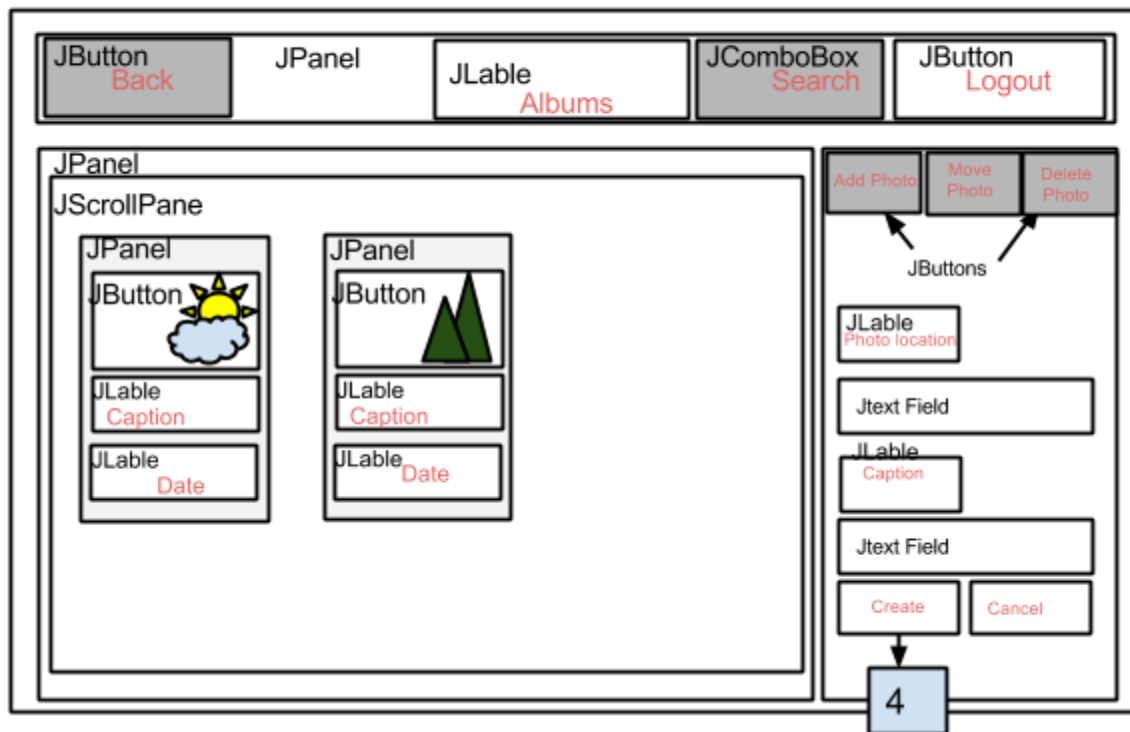 JButton
Back
JPanel
JLable
Albums
JComboBox
Search
JButton
Logout
JPanel
JScrollPane
JPanel
JButton
JLable
Caption
JLable
Date
JPanel
JButton
JLable
Caption
JLable
Date
Add Photo
Move
Photo
Delete
Photo
JButtons
JLable
Photo location
Jtext Field
JLable
Caption
Jtext Field
Create
Cancel
4